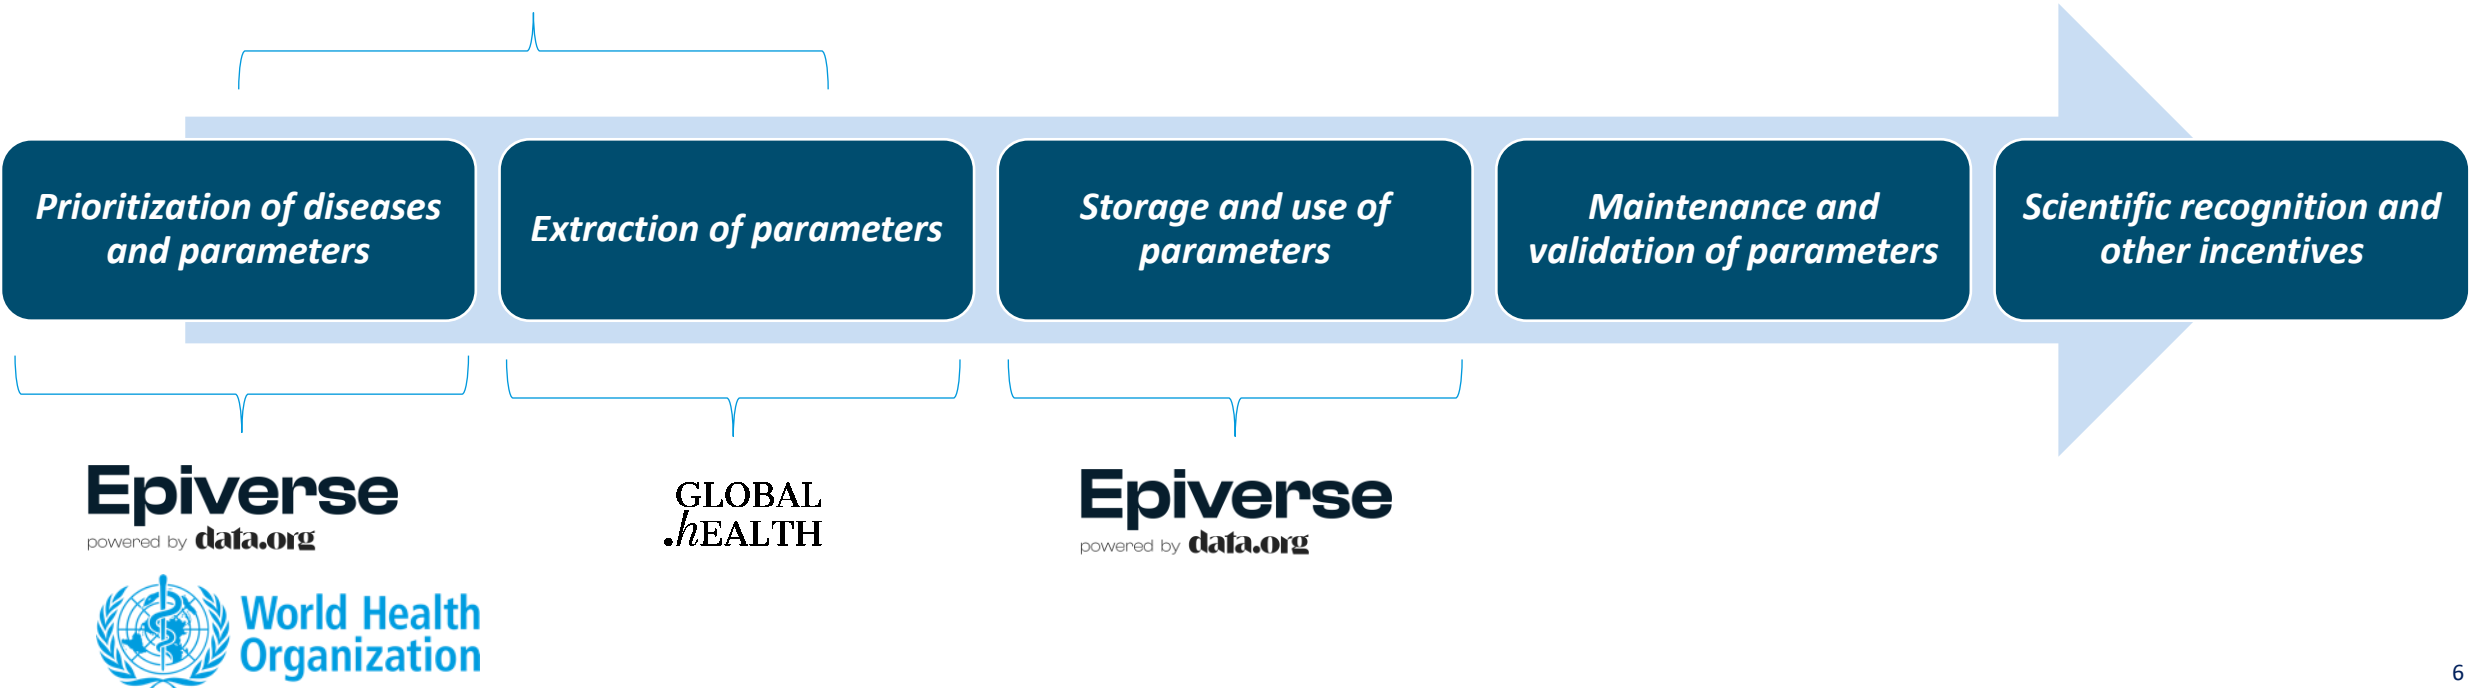 Prioritization of diseases
and parameters
Extraction of parameters
Storage and use of
parameters
Maintenance and
validation of parameters
Scientific recognition and
other incentives
Epiverse
powered by data.org
World Health
Organization
GLOBAL
.hEALTH
Epiverse
powered by data.org
6